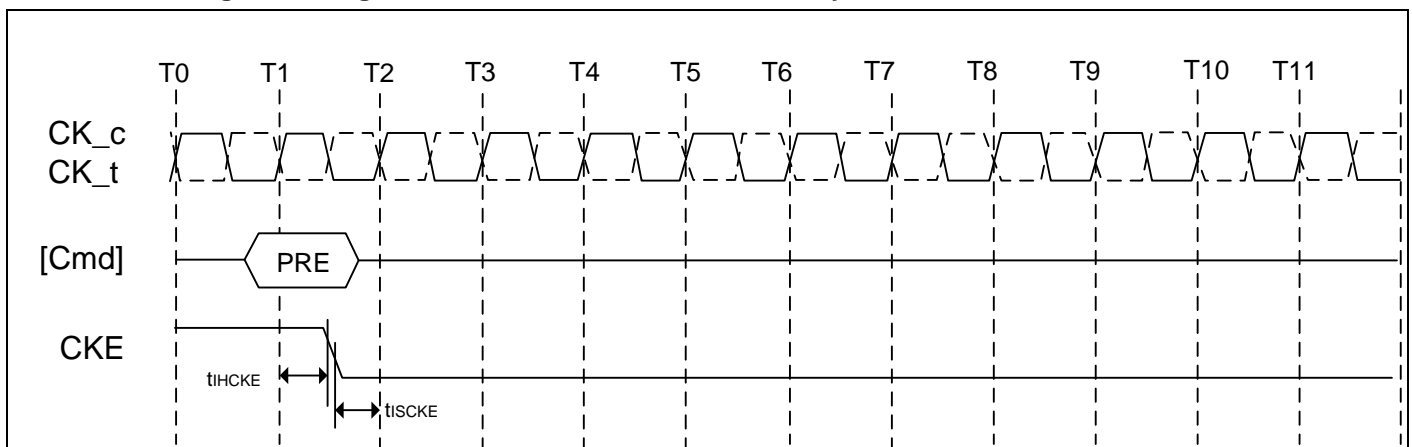 T0 T1 T2 T3 T4 T5 T6 T7 T8 T9 T10 T11
CK_c
CK_t
[Cmd] PRE
CKE
tIHCKE
tISCKE